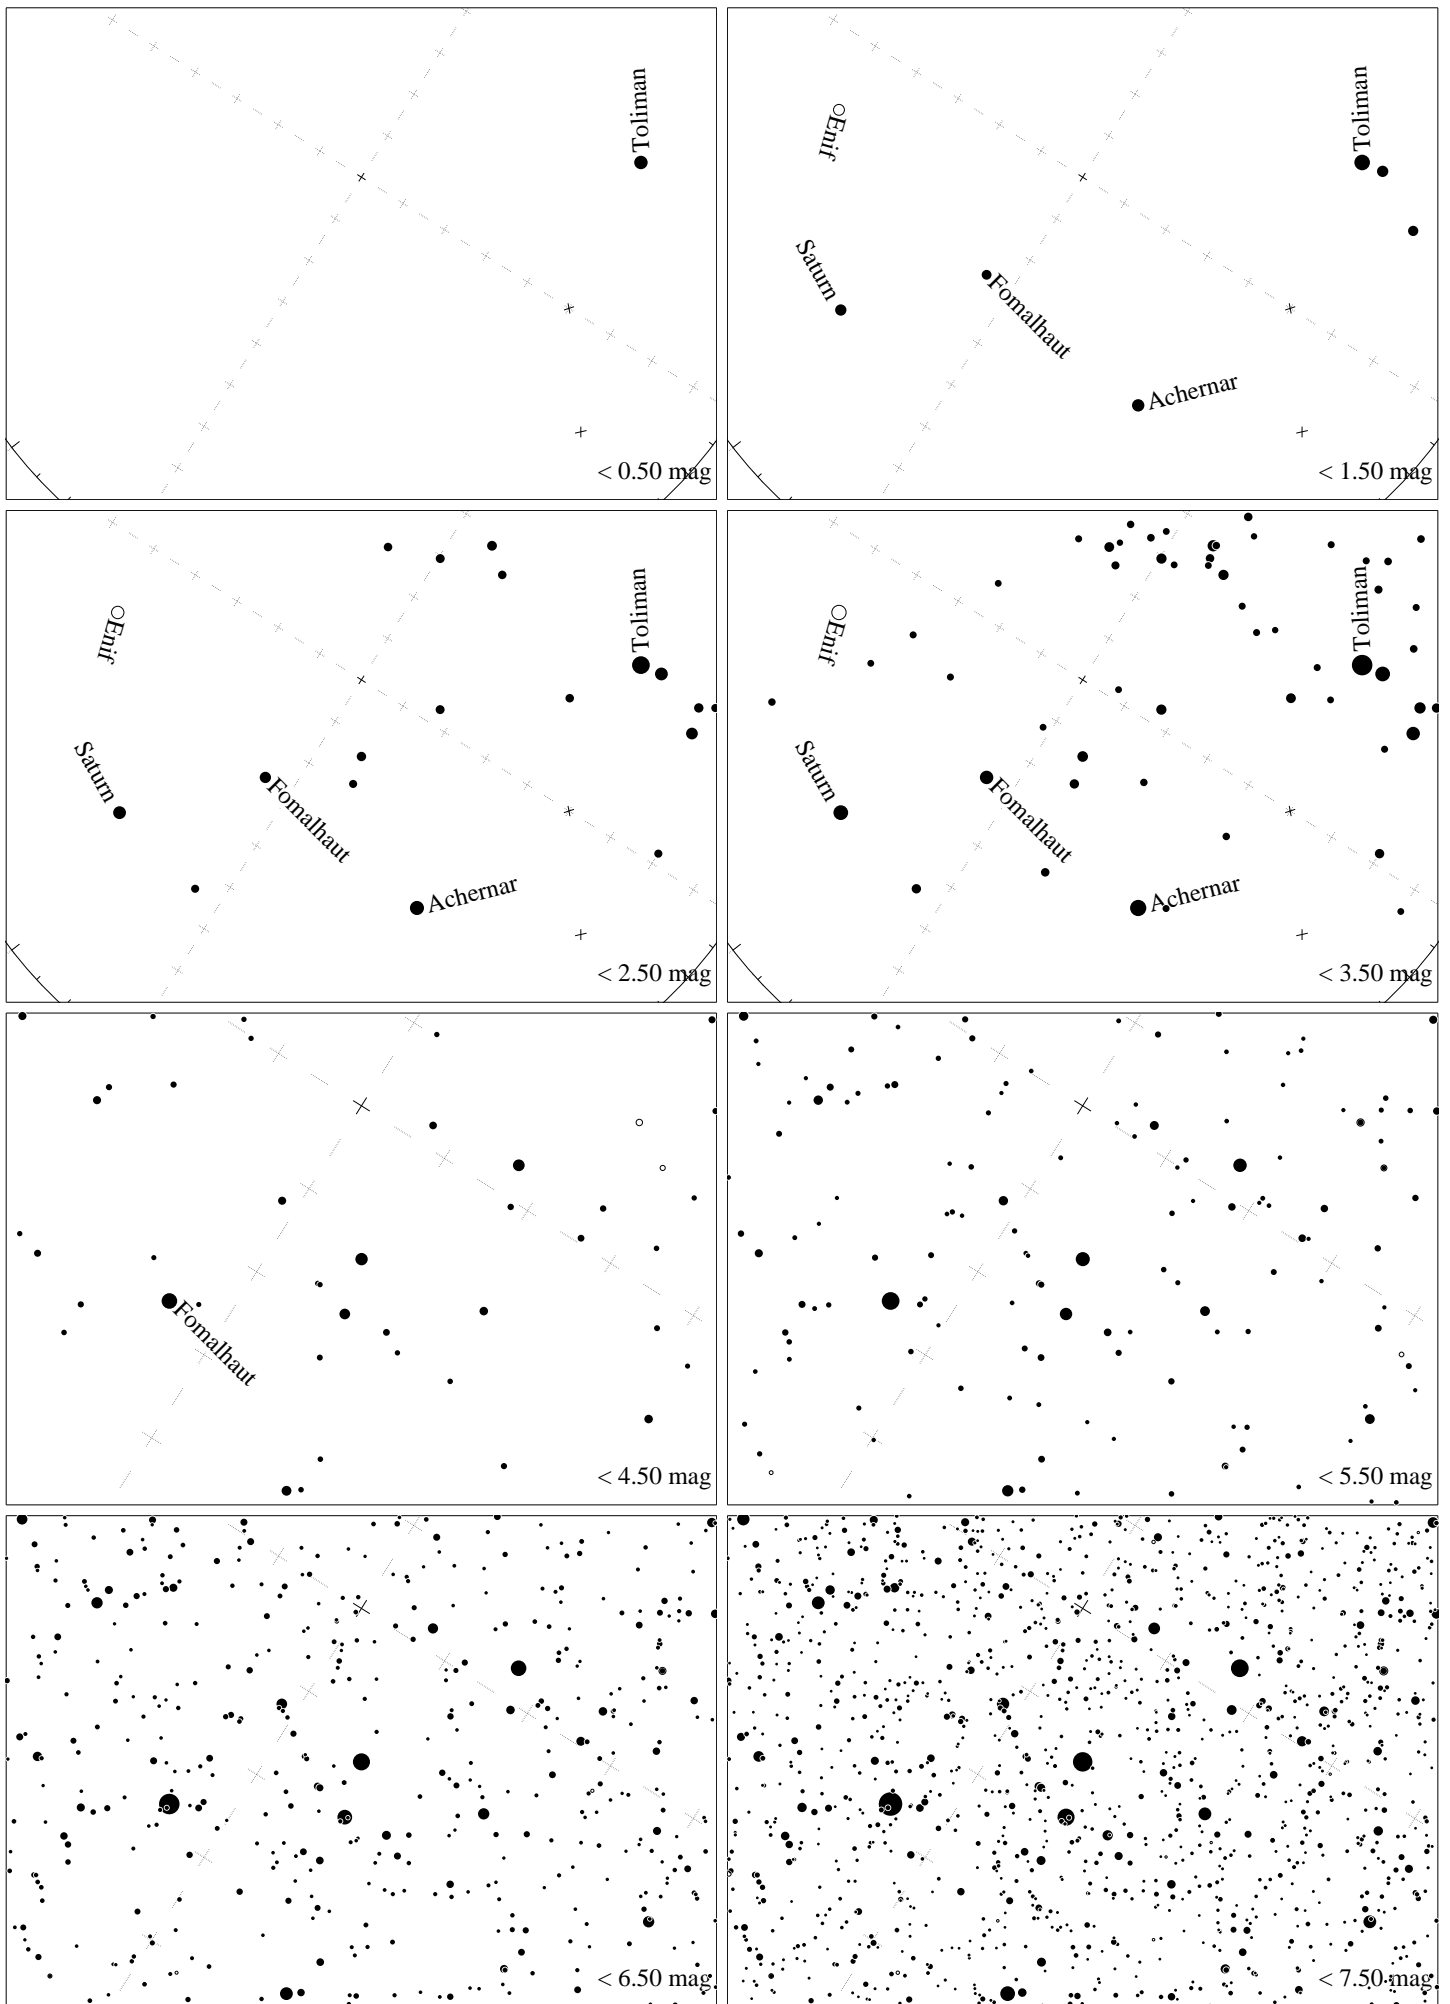 Toliman
< 0.50 mag
Enif
Toliman
Saturn
Fomalhaut
Achernar
< 1.50 mag
Enif
Toliman
Saturn
Fomalhaut
Achernar
< 2.50 mag
Enif
Toliman
Saturn
Fomalhaut
Achernar
< 3.50 mag
Fomalhaut
< 4.50 mag
< 5.50 mag
< 6.50 mag
< 7.50 mag